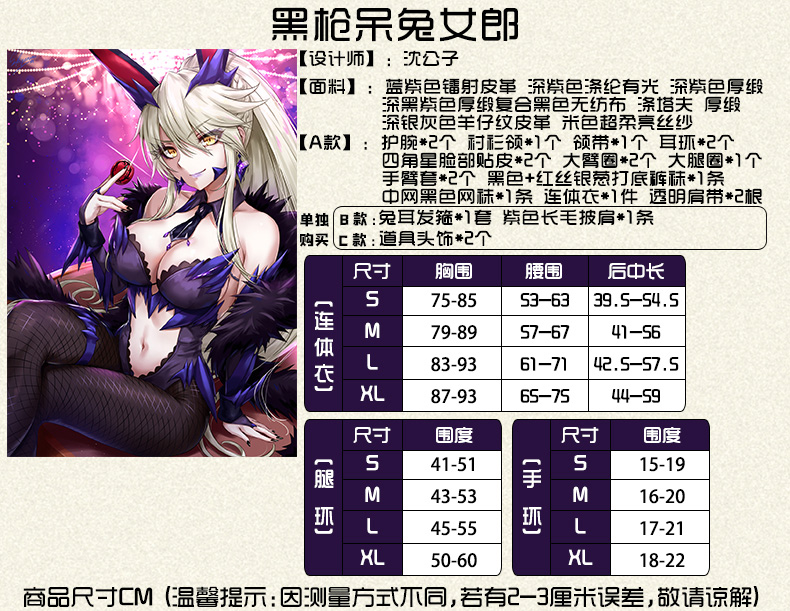 黑枪呆兔女郎
【设计师】：沈公子
【面料】：蓝紫色镭射皮革 深紫色涤纶有光 深紫色厚缎
深黑紫色厚缎复合黑色无纺布 涤塔夫 厚缎
深银灰色羊仔纹皮革 米色超柔亮丝纱
【A款】：护腕*2个 衬衫领*1个 领带*1个 耳环*2个
四角星脸部贴皮*2个 大臂圈*2个 大腿圈*1个
手臂套*2个 黑色+红丝银葱打底裤袜*1条
中网黑色网袜*1条 连体衣*1件 透明肩带*2根
单独购买
B款:兔耳发箍*1套 紫色长毛披肩*1条
C款:道具头饰*2个
【连体衣】
尺寸 胸围 腰围 后中长
S 75-85 53—63 39.5—54.5
M 79-89 57—67 41—56
L 83-93 61—71 42.5—57.5
XL 87-93 65—75 44—59
【腿环】
尺寸 围度
S 41-51
M 43-53
L 45-55
XL 50-60
【手环】
尺寸 围度
S 15-19
M 16-20
L 17-21
XL 18-22
商品尺寸CM (温馨提示:因测量方式不同,若有2—3厘米误差,敬请谅解)